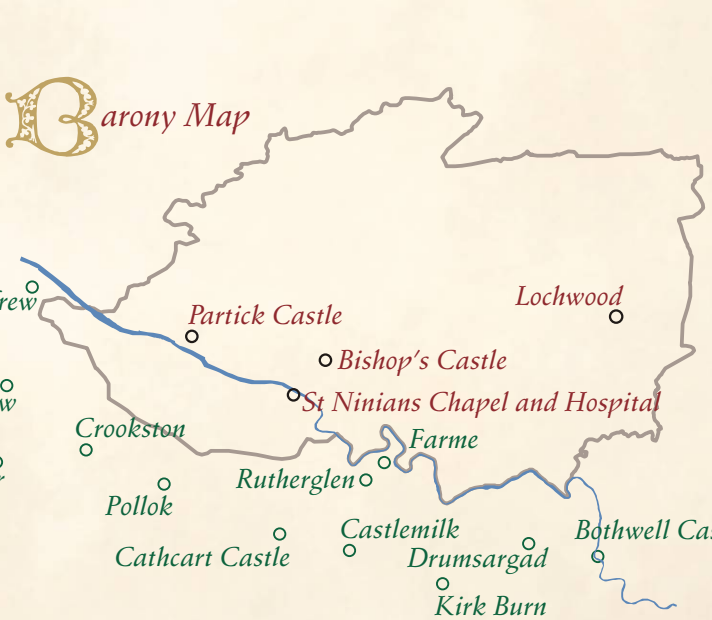 Barony Map
Lochwood
Partick Castle
Bishop's Castle
St Ninians Chapel and Hospital
Crookston
Farme
Rutherglen
Pollok
Castlemilk
Bothwell
Cathcart Castle
Drumsargad
Kirk Burn